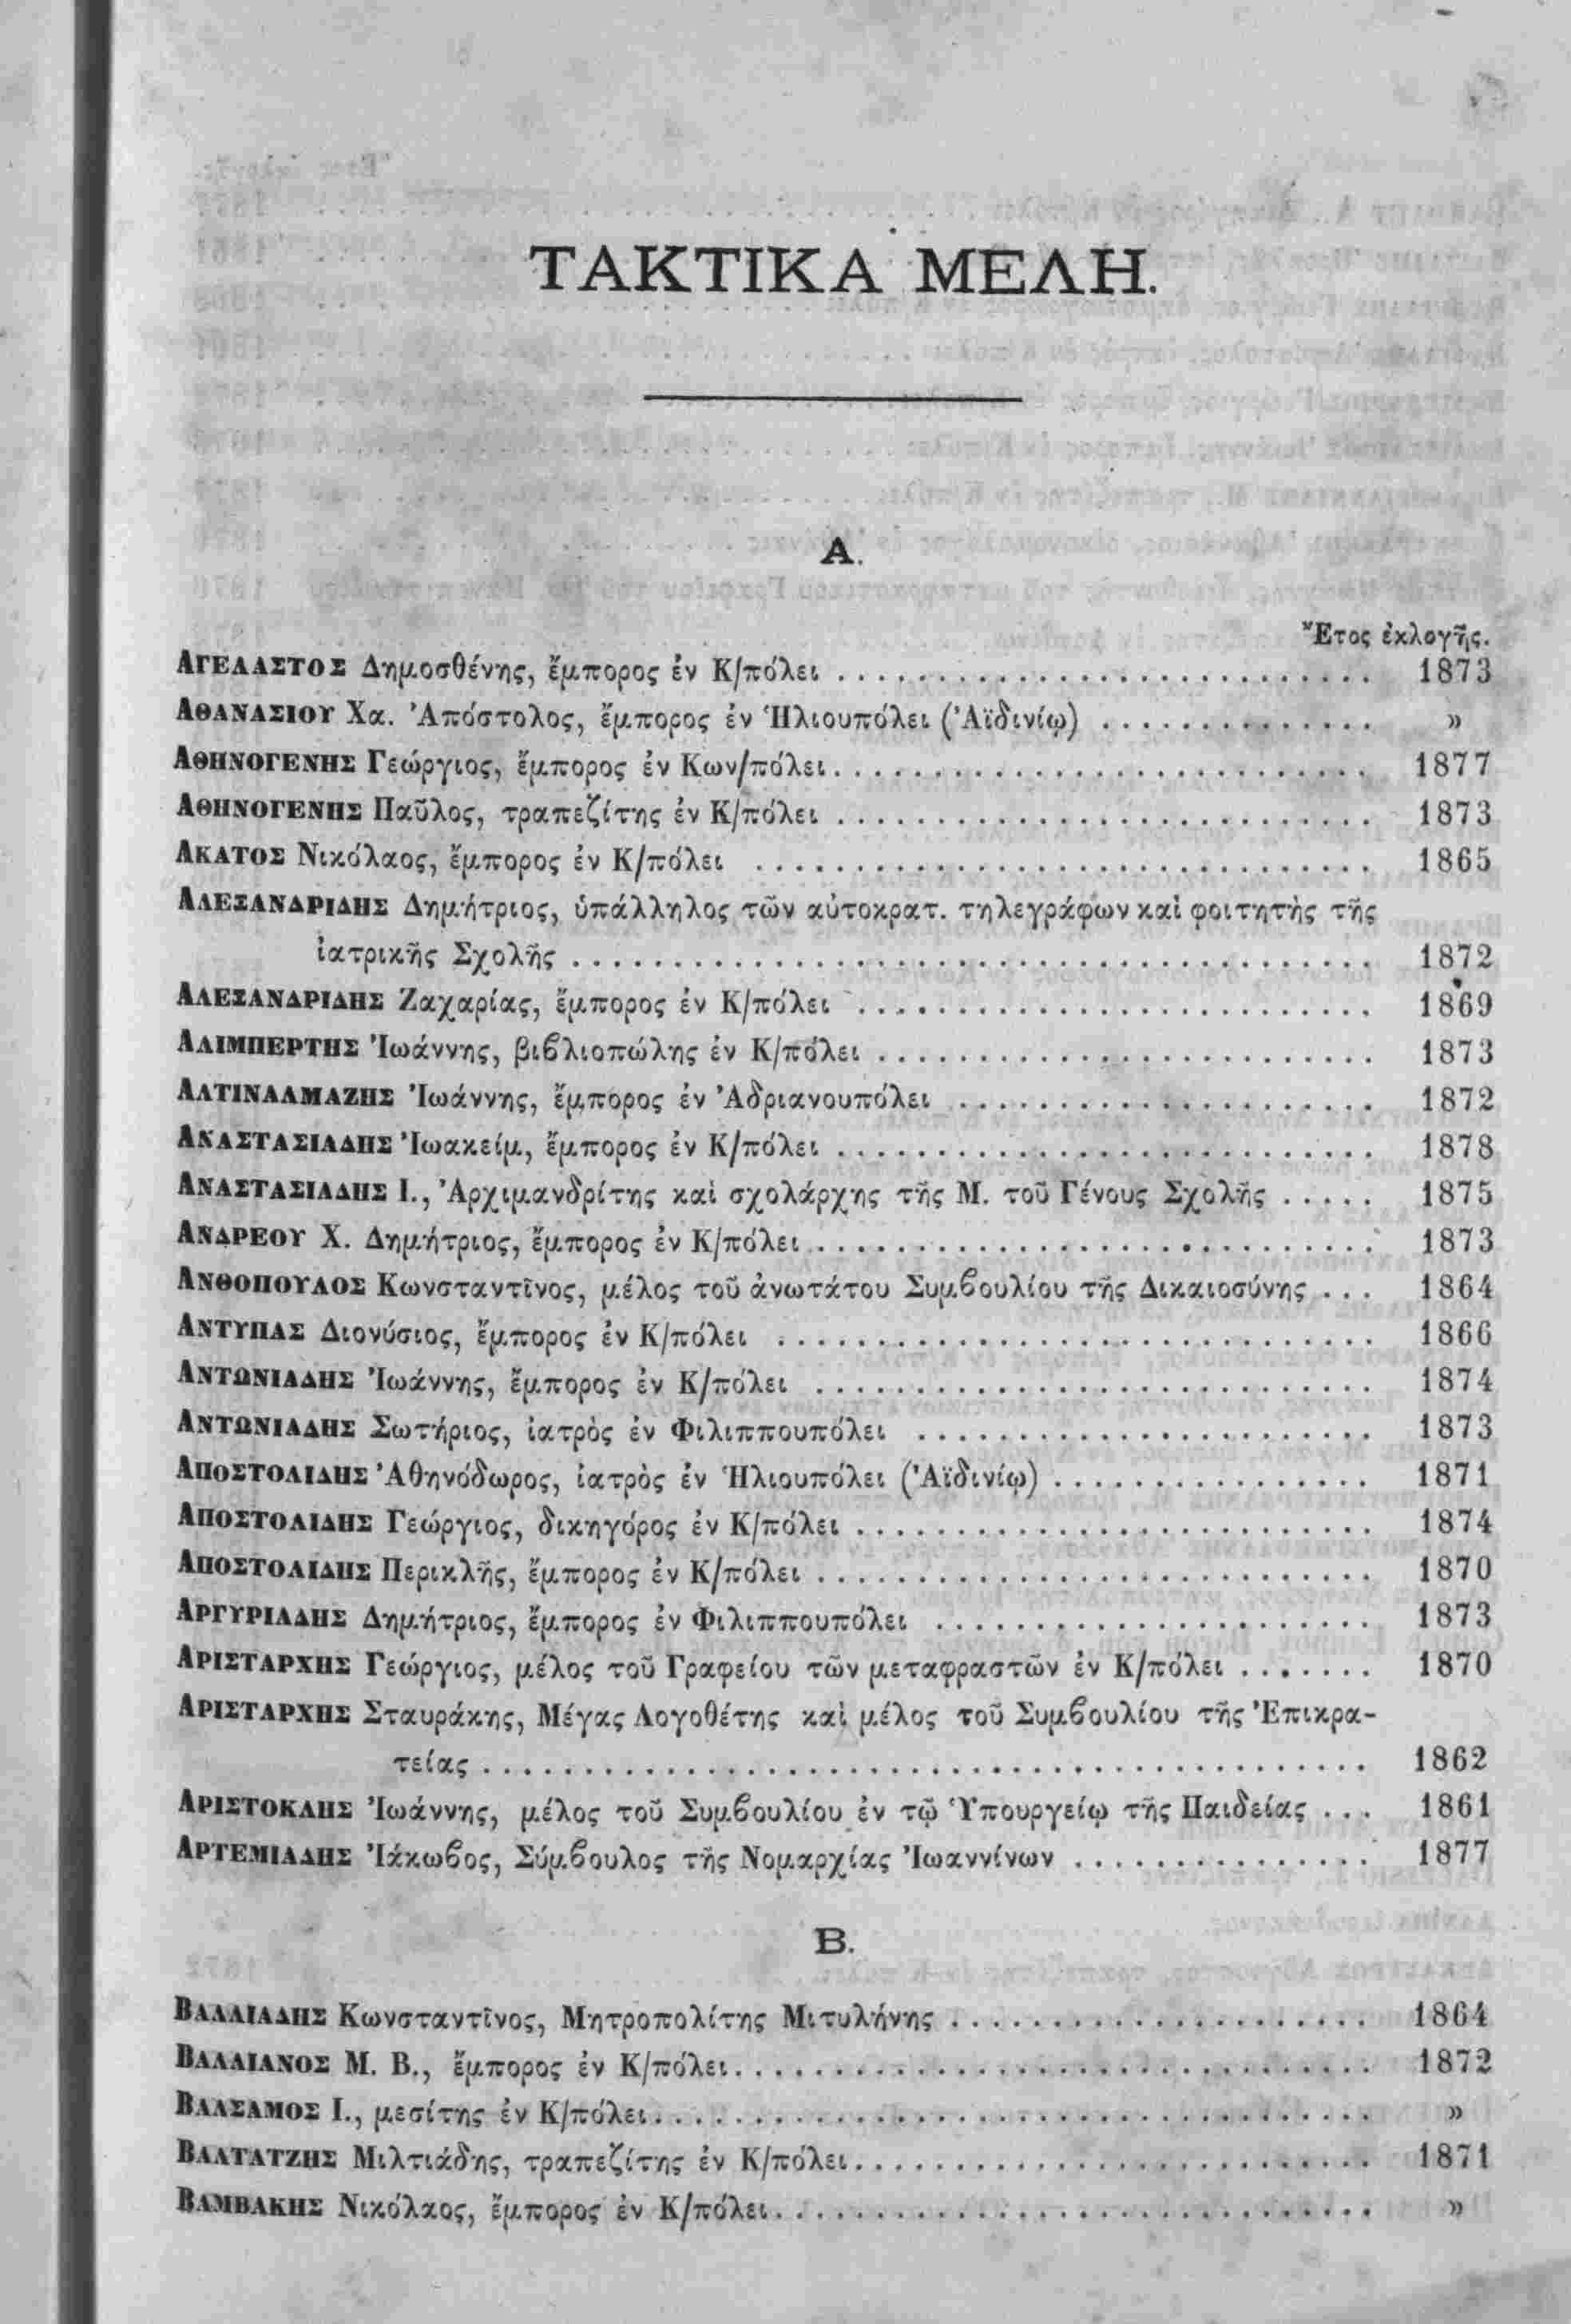 ΤΑΚΤΙΚΑ ΜΕΛΗ.
Α.
Ἔτος ἐκλογῆς.
ΑΓΕΛΑΣΤΟΣ Δημοσθένης, ἔμπορος ἐν Κ/πόλει . . . . . . . . . . 1873
ΑΘΑΝΑΣΙΟΥ Χα. Ἀπόστολος, ἔμπορος ἐν Ἡλιουπόλει (Ἀϊδινίῳ) . . . . . . . . . . »
ΑΘΗΝΟΓΕΝΗΣ Γεώργιος, ἔμπορος ἐν Κων/πόλει . . . . . . . . . . 1877
ΑΘΗΝΟΓΕΝΗΣ Παῦλος, τραπεζίτης ἐν Κ/πόλει . . . . . . . . . . 1873
ΑΚΑΤΟΣ Νικόλαος, ἔμπορος ἐν Κ/πόλει . . . . . . . . . . 1865
ΑΛΕΞΑΝΔΡΙΔΗΣ Δημήτριος, ὑπάλληλος τῶν αὐτοκρατ. τηλεγράφων καὶ φοιτητὴς τῆς
ἰατρικῆς Σχολῆς . . . . . . . . . . 1872
ΑΛΕΞΑΝΔΡΙΔΗΣ Ζαχαρίας, ἔμπορος ἐν Κ/πόλει . . . . . . . . . . 1869
ΑΛΙΜΠΕΡΤΗΣ Ἰωάννης, βιβλιοπώλης ἐν Κ/πόλει . . . . . . . . . . 1873
ΑΛΤΙΝΑΛΜΑΖΗΣ Ἰωάννης, ἔμπορος ἐν Ἀδριανουπόλει . . . . . . . . . . 1872
ΑΝΑΣΤΑΣΙΑΔΗΣ Ἰωακείμ, ἔμπορος ἐν Κ/πόλει . . . . . . . . . . 1878
ΑΝΑΣΤΑΣΙΑΔΗΣ Ι., Ἀρχιμανδρίτης καὶ σχολάρχης τῆς Μ. τοῦ Γένους Σχολῆς . . . . . 1875
ΑΝΔΡΕΟΥ Χ. Δημήτριος, ἔμπορος ἐν Κ/πόλει . . . . . . . . . . 1873
ΑΝΘΟΠΟΥΛΟΣ Κωνσταντῖνος, μέλος τοῦ ἀνωτάτου Συμβουλίου τῆς Δικαιοσύνης . . . 1864
ΑΝΤΥΠΑΣ Διονύσιος, ἔμπορος ἐν Κ/πόλει . . . . . . . . . . 1866
ΑΝΤΩΝΙΑΔΗΣ Ἰωάννης, ἔμπορος ἐν Κ/πόλει . . . . . . . . . . 1874
ΑΝΤΩΝΙΑΔΗΣ Σωτήριος, ἰατρὸς ἐν Φιλιππουπόλει . . . . . . . . . . 1873
ΑΠΟΣΤΟΛΙΔΗΣ Ἀθηνόδωρος, ἰατρὸς ἐν Ἡλιουπόλει (Ἀϊδινίῳ) . . . . . . . . . . 1871
ΑΠΟΣΤΟΛΙΔΗΣ Γεώργιος, δικηγόρος ἐν Κ/πόλει . . . . . . . . . . 1874
ΑΠΟΣΤΟΛΙΔΗΣ Περικλῆς, ἔμπορος ἐν Κ/πόλει . . . . . . . . . . 1870
ΑΡΓΥΡΙΑΔΗΣ Δημήτριος, ἔμπορος ἐν Φιλιππουπόλει . . . . . . . . . . 1873
ΑΡΙΣΤΑΡΧΗΣ Γεώργιος, μέλος τοῦ Γραφείου τῶν μεταφραστῶν ἐν Κ/πόλει . . . . . . . 1870
ΑΡΙΣΤΑΡΧΗΣ Σταυράκης, Μέγας Λογοθέτης καὶ μέλος τοῦ Συμβουλίου τῆς Ἐπικρα-
τείας . . . . . . . . . . 1862
ΑΡΙΣΤΟΚΛΗΣ Ἰωάννης, μέλος τοῦ Συμβουλίου ἐν τῷ Ὑπουργείῳ τῆς Παιδείας . . . 1861
ΑΡΤΕΜΙΑΔΗΣ Ἰάκωβος, Σύμβουλος τῆς Νομαρχίας Ἰωαννίνων . . . . . . . . . . 1877
Β.
ΒΑΛΛΙΑΔΗΣ Κωνσταντῖνος, Μητροπολίτης Μιτυλήνης . . . . . . . . . . 1864
ΒΑΛΛΙΑΝΟΣ Μ. Β., ἔμπορος ἐν Κ/πόλει . . . . . . . . . . 1872
ΒΑΛΣΑΜΟΣ Ι., μεσίτης ἐν Κ/πόλει . . . . . . . . . . »
ΒΑΛΤΑΤΖΗΣ Μιλτιάδης, τραπεζίτης ἐν Κ/πόλει . . . . . . . . . . 1871
ΒΑΜΒΑΚΗΣ Νικόλαος, ἔμπορος ἐν Κ/πόλει . . . . . . . . . . »